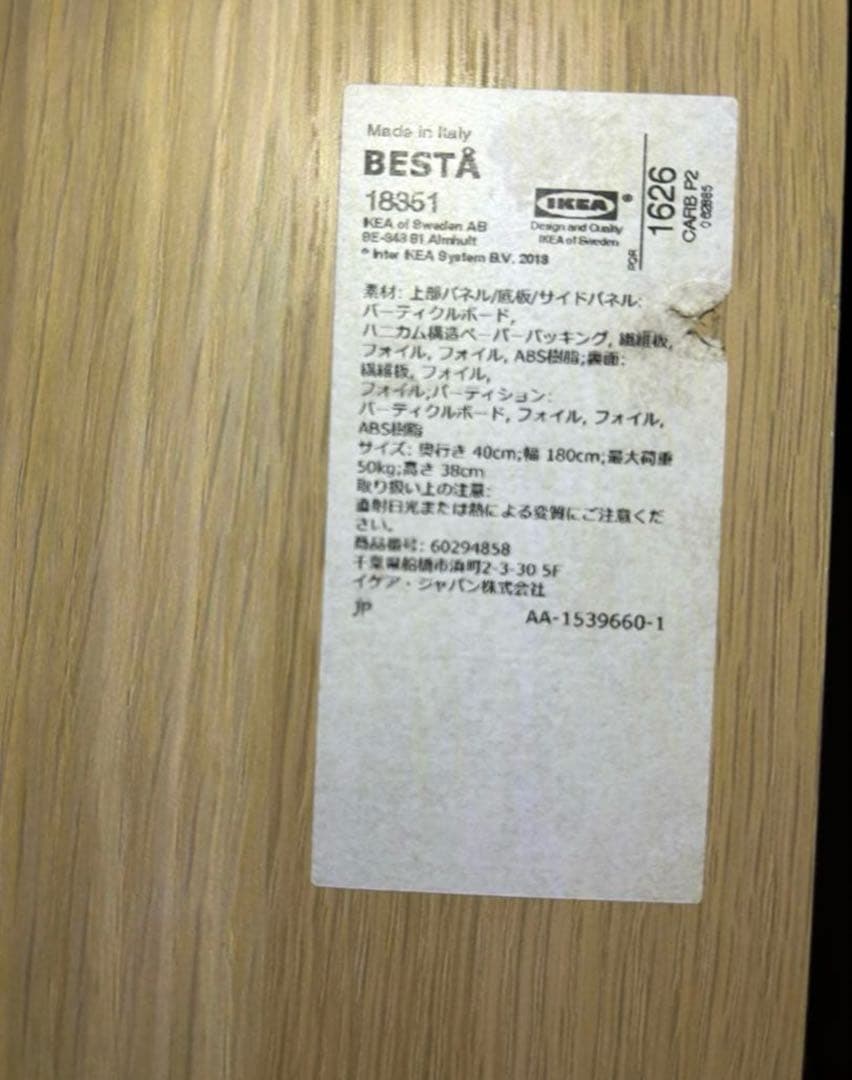 Made in Italy
BESTÅ
18351
IKEA of Sweden AB
SE-343 81 Älmhult
© Inter IKEA System B.V. 2018
IKEA®
Design and Quality
IKEA of Sweden
PQR
1626
CARB P2
素材: 上部パネル/底板/サイドパネル:
パーティクルボード,
ハニカム構造ペーパーパッキング, 繊維板,
フォイル, フォイル, ABS樹脂;裏面:
繊維板, フォイル,
フォイル;パーティション:
パーティクルボード, フォイル, フォイル,
ABS樹脂
サイズ: 奥行き 40cm;幅 180cm;最大荷重
50kg;高さ 38cm
取り扱い上の注意:
直射日光または熱による変質にご注意くだ
さい。
商品番号: 60294858
千葉県船橋市浜町2-3-30 5F
イケア・ジャパン株式会社
jp
AA-1539660-1